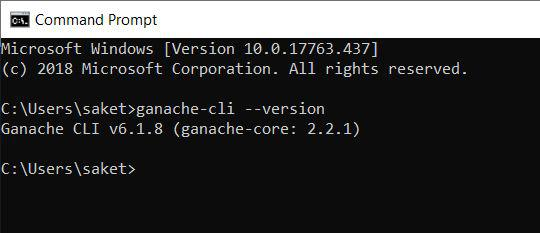 Command Prompt
Microsoft Windows [Version 10.0.17763.437]
(c) 2018 Microsoft Corporation. All rights reserved.
C:\Users\saket>ganache-cli --version
Ganache CLI v6.1.8 (ganache-core: 2.2.1)
C:\Users\saket>